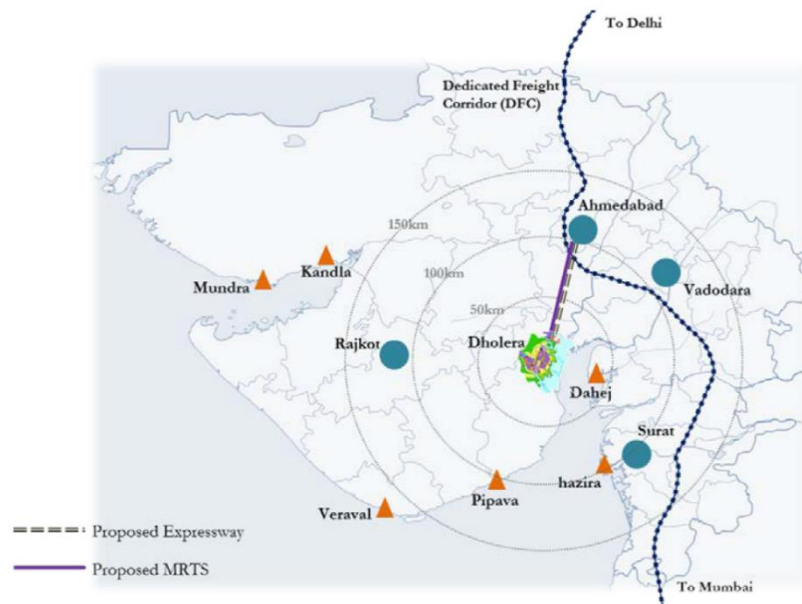 To Delhi
Dedicated Freight
Corridor (DFC)
Ahmedabad
150km
Kandla
100km
Vadodara
Mundra
50km
Rajkot
Dholera
Dahej
Surat
hazira
Pipava
Veraval
Proposed Expressway
Proposed MRTS
To Mumbai